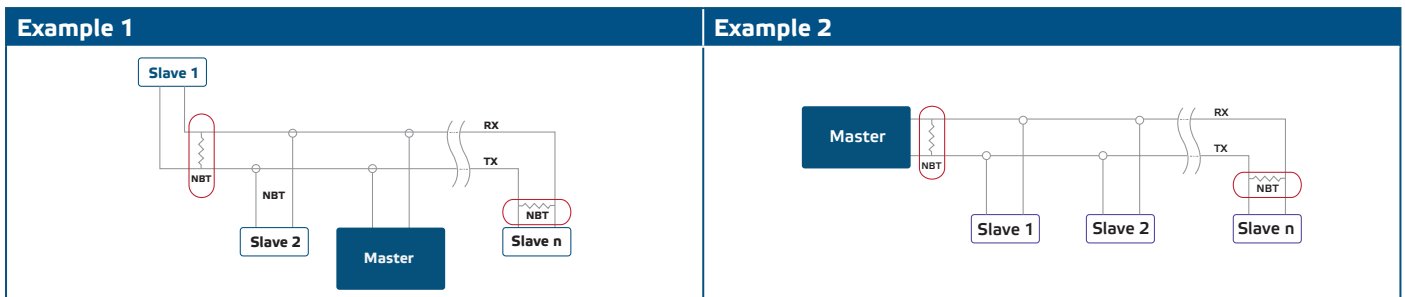 Example 1
Slave 1
RX
TX
NBT
NBT
NBT
Slave 2
Master
Slave n
Example 2
Master
RX
TX
NBT
NBT
Slave 1
Slave 2
Slave n